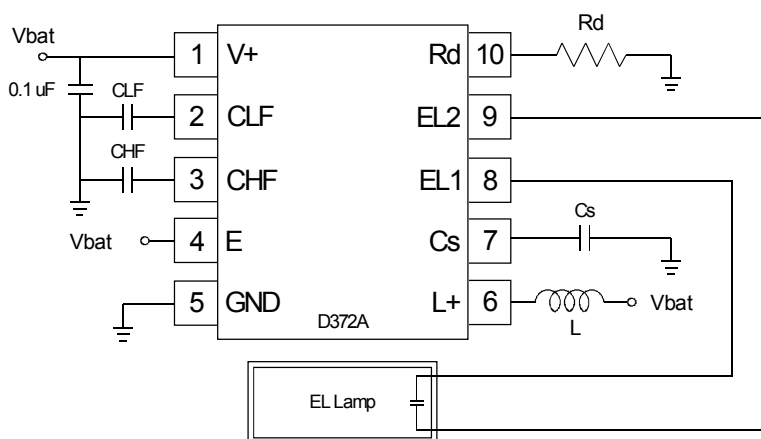 Vbat
0.1 uF
CLF
CHF
Vbat
1 V+
2 CLF
3 CHF
4 E
5 GND
D372A
Rd 10
EL2 9
EL1 8
Cs 7
L+ 6
Rd
Cs
Vbat
L
EL Lamp